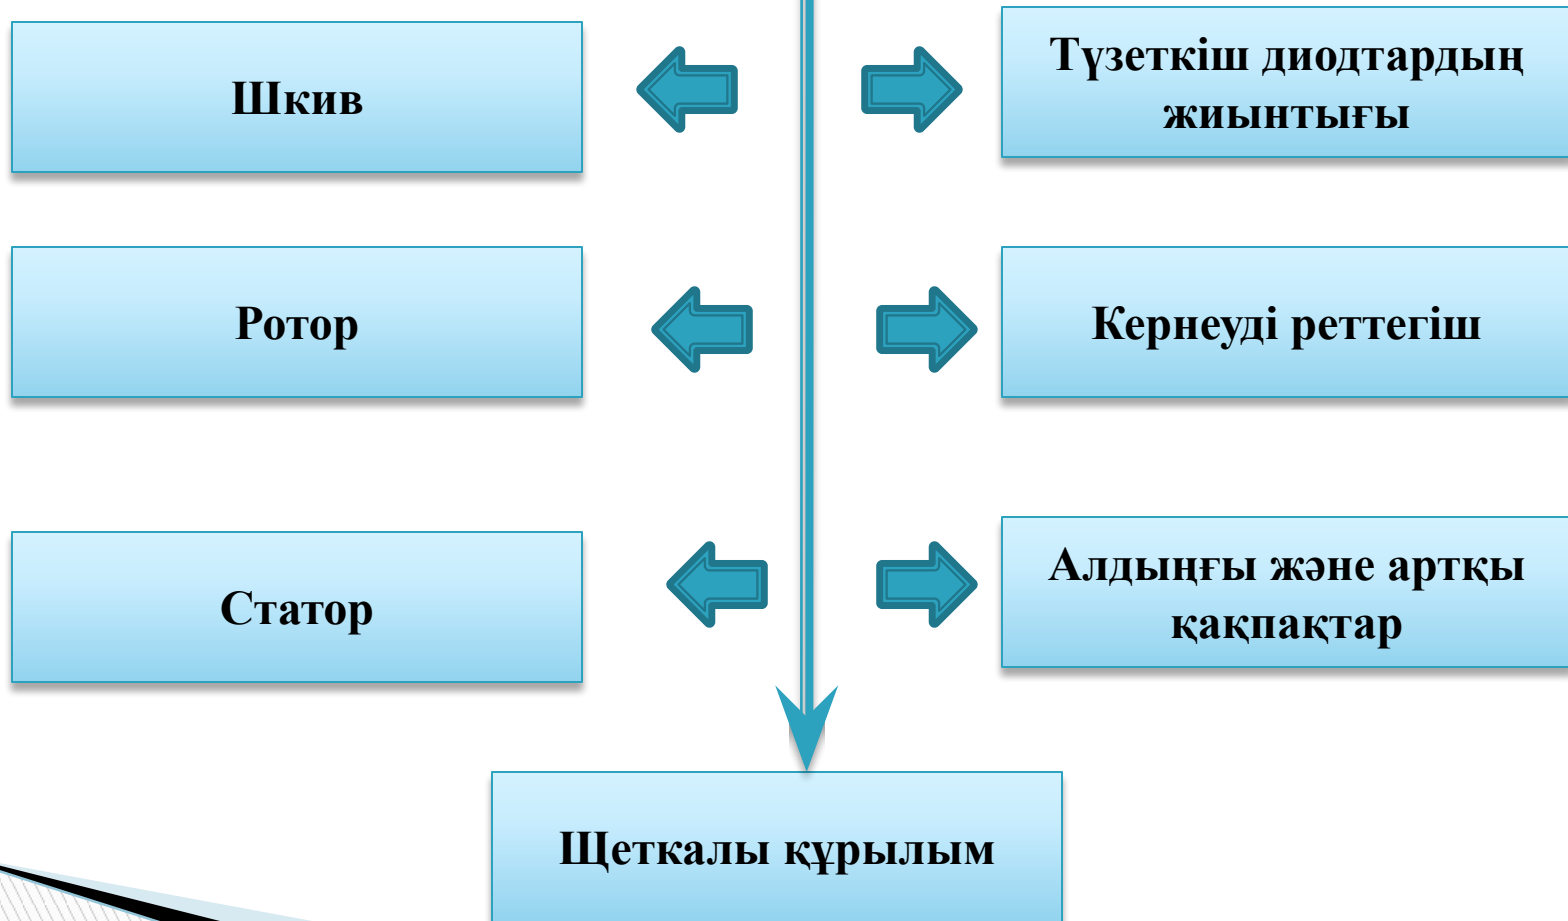 Шкив
Түзеткіш диодтардың
жиынтығы
Ротор
Кернеуді реттегіш
Статор
Алдыңғы және артқы
қақпақтар
Щеткалы құрылым